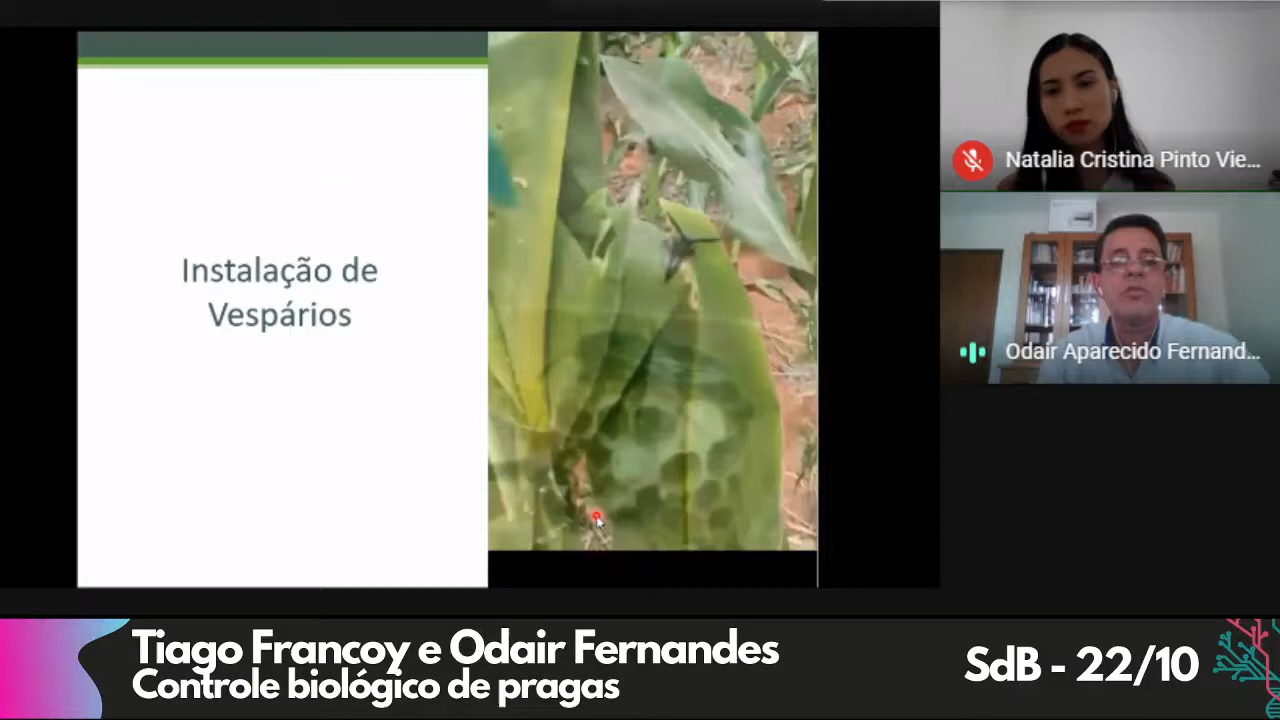 Instalação de
Vespários
Natalia Cristina Pinto Vie...
Odair Aparecido Fernand...
Tiago Francoy e Odair Fernandes
Controle biológico de pragas
SdB - 22/10